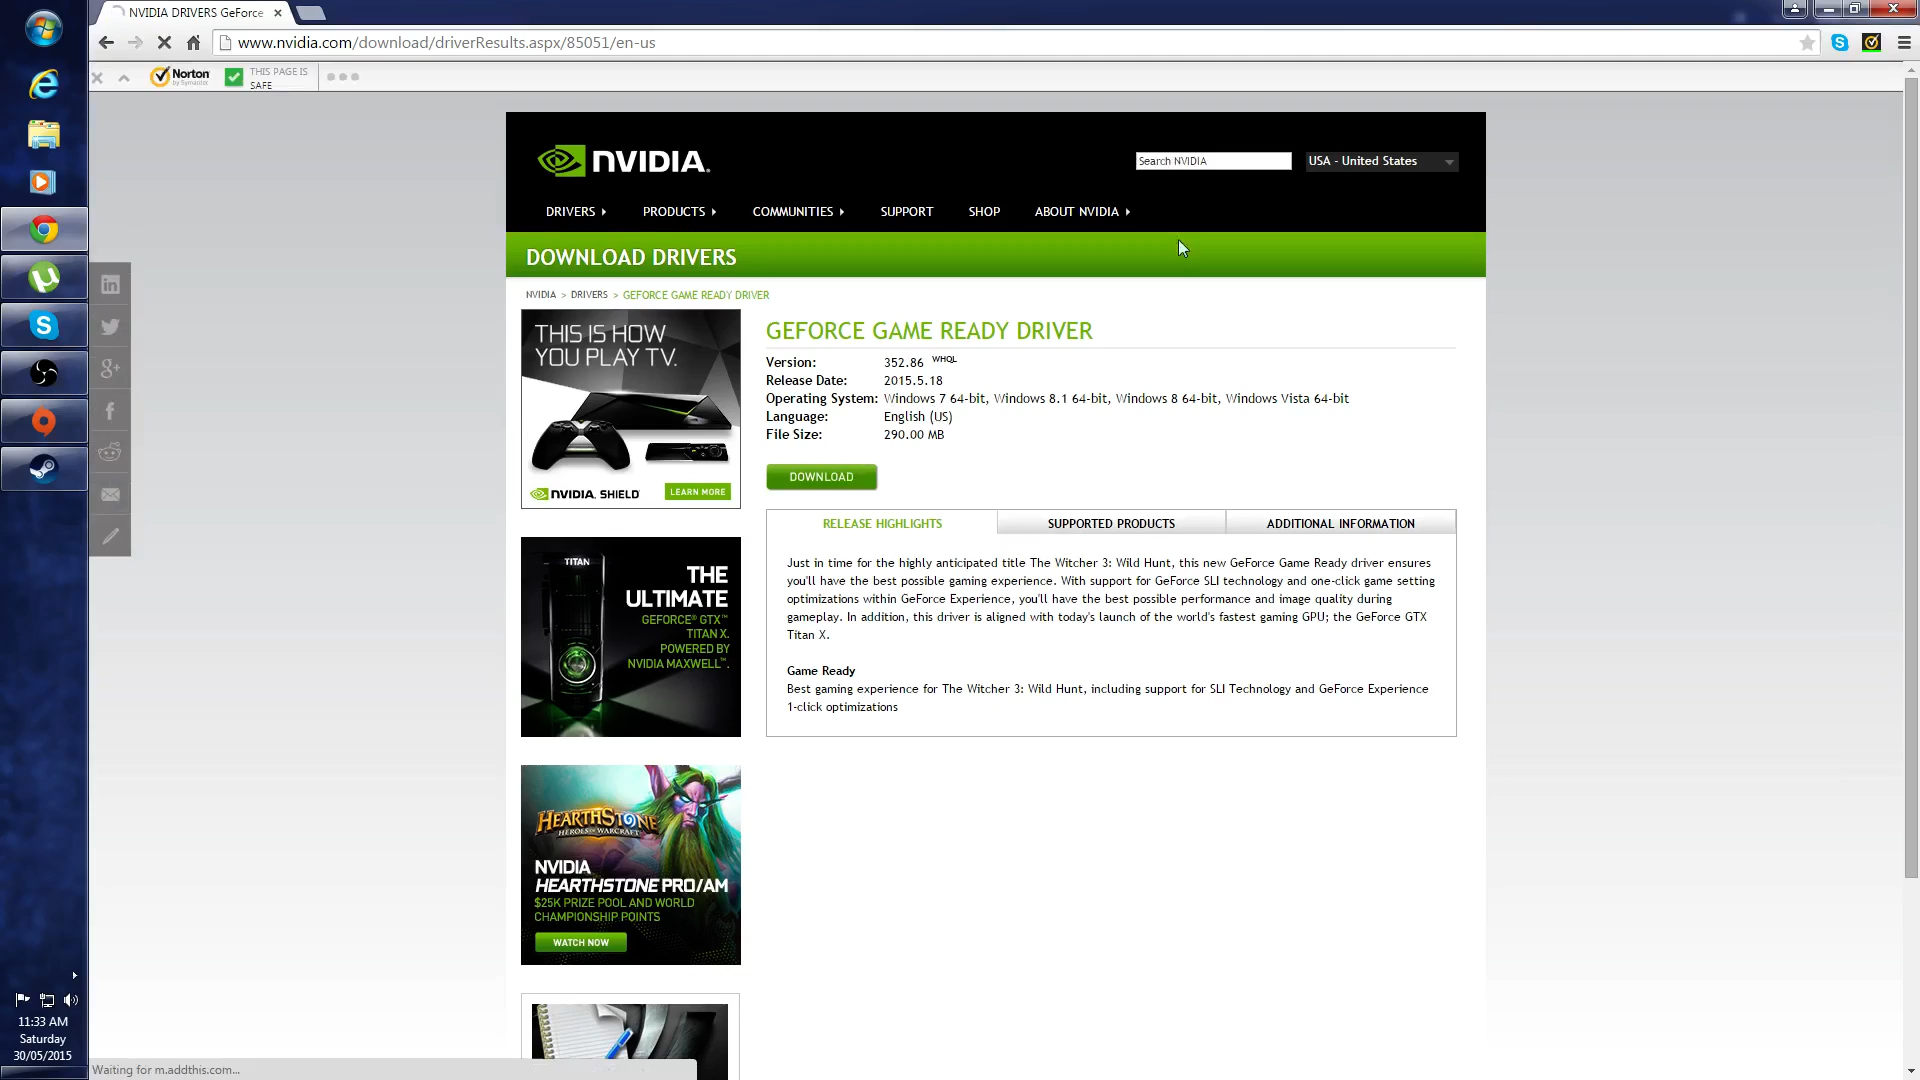 NVIDIA DRIVERS GeForce
www.nvidia.com/download/driverResults.aspx/85051/en-us
Norton
by Symantec
THIS PAGE IS
SAFE
NVIDIA.
Search NVIDIA
USA - United States
DRIVERS
PRODUCTS
COMMUNITIES
SUPPORT
SHOP
ABOUT NVIDIA
DOWNLOAD DRIVERS
NVIDIA > DRIVERS > GEFORCE GAME READY DRIVER
THIS IS HOW
YOU PLAY TV.
NVIDIA. SHIELD
LEARN MORE
GEFORCE GAME READY DRIVER
Version: 352.86 WHQL
Release Date: 2015.5.18
Operating System: Windows 7 64-bit, Windows 8.1 64-bit, Windows 8 64-bit, Windows Vista 64-bit
Language: English (US)
File Size: 290.00 MB
DOWNLOAD
RELEASE HIGHLIGHTS
SUPPORTED PRODUCTS
ADDITIONAL INFORMATION
Just in time for the highly anticipated title The Witcher 3: Wild Hunt, this new GeForce Game Ready driver ensures
you'll have the best possible gaming experience. With support for GeForce SLI technology and one-click game setting
optimizations within GeForce Experience, you'll have the best possible performance and image quality during
gameplay. In addition, this driver is aligned with today's launch of the world's fastest gaming GPU; the GeForce GTX
Titan X.
Game Ready
Best gaming experience for The Witcher 3: Wild Hunt, including support for SLI Technology and GeForce Experience
1-click optimizations
TITAN
THE
ULTIMATE
GEFORCE® GTX™
TITAN X.
POWERED BY
NVIDIA MAXWELL™.
HEARTHSTONE
HEROES OF WARCRAFT
NVIDIA
HEARTHSTONE PRO/AM
$25K PRIZE POOL AND WORLD
CHAMPIONSHIP POINTS
WATCH NOW
11:33 AM
Saturday
30/05/2015
Waiting for m.addthis.com...